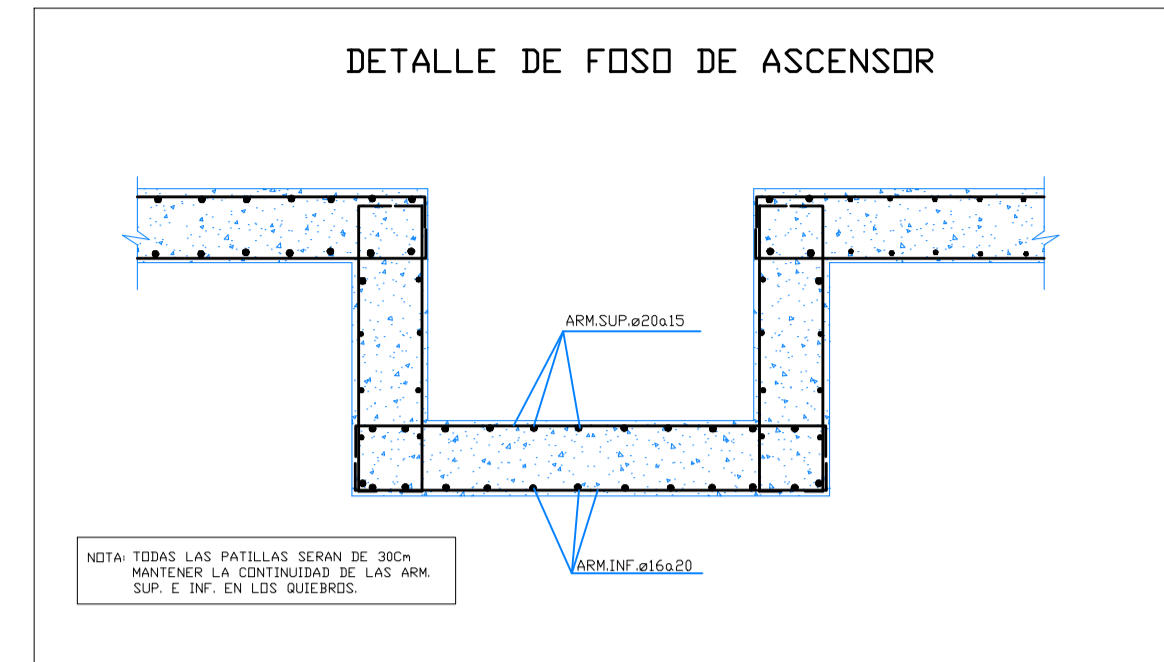 DETALLE DE FOSO DE ASCENSOR
ARM.SUP.ø20a15
ARM.INF.ø16a20
NOTA: TODAS LAS PATILLAS SERAN DE 30Cm
MANTENER LA CONTINUIDAD DE LAS ARM.
SUP. E INF. EN LOS QUIEBROS.